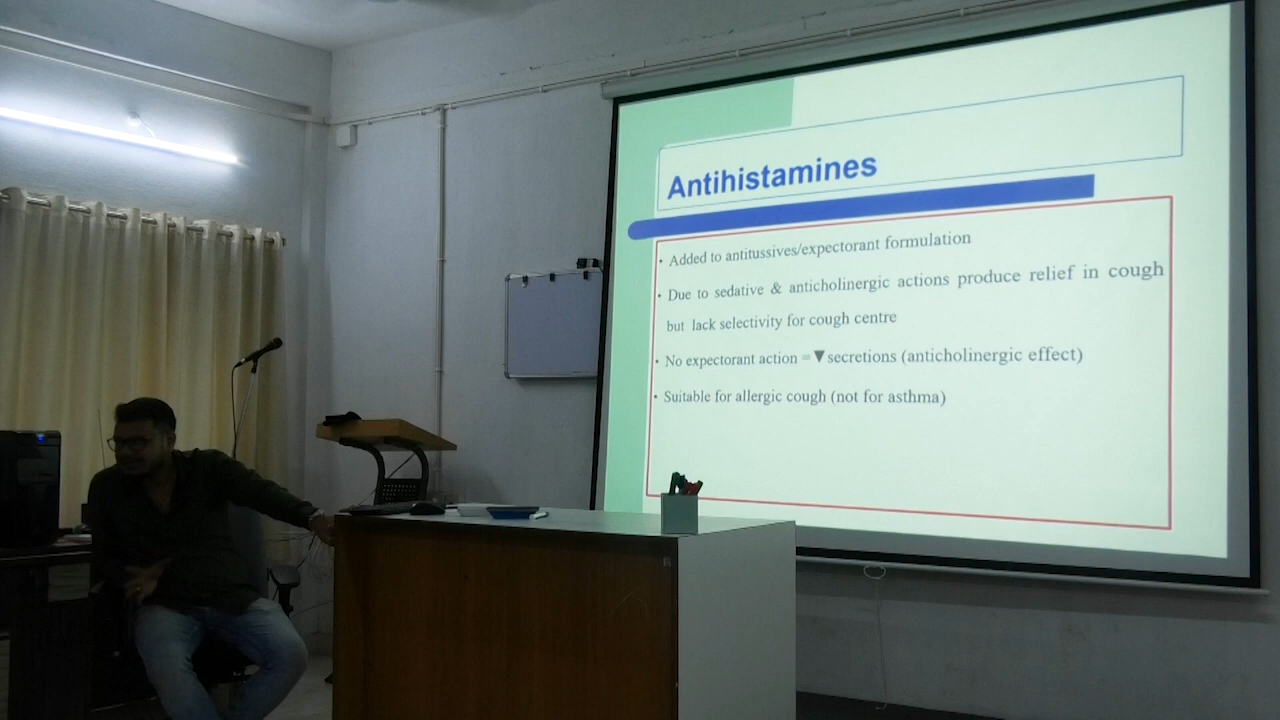 Antihistamines
• Added to antitussives/expectorant formulation
• Due to sedative & anticholinergic actions produce relief in cough
but lack selectivity for cough centre
• No expectorant action = ▼secretions (anticholinergic effect)
• Suitable for allergic cough (not for asthma)